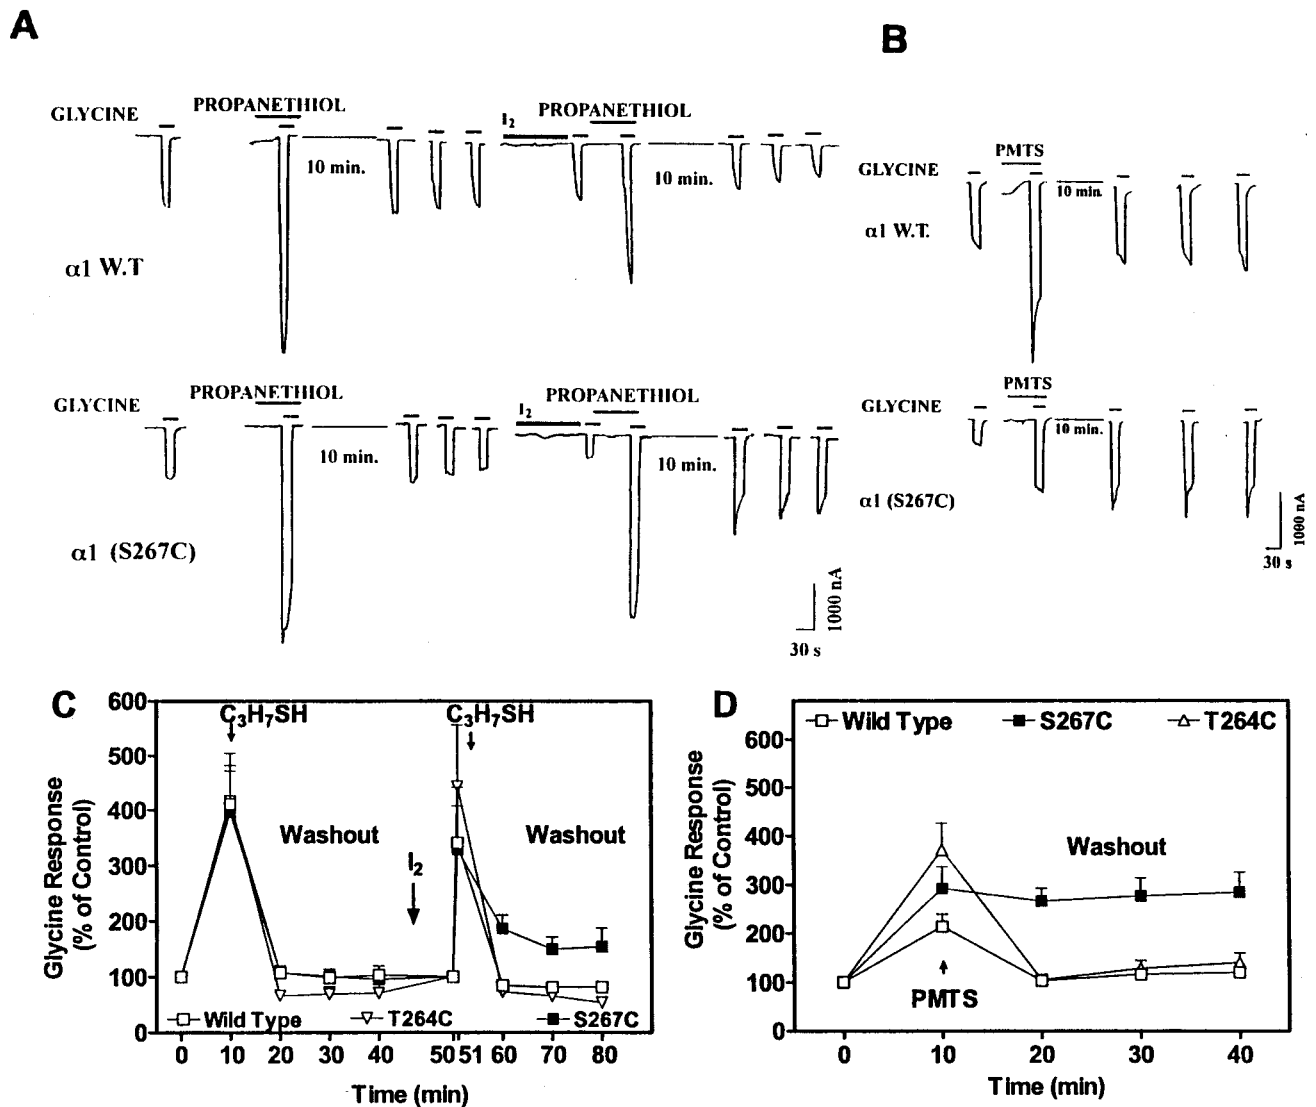 A
B
GLYCINE
PROPANETHIOL
10 min.
I2
PROPANETHIOL
10 min.
α1 W.T
GLYCINE
PROPANETHIOL
10 min.
I2
PROPANETHIOL
10 min.
α1 (S267C)
1000 nA
30 s
PMTS
GLYCINE
10 min.
α1 W.T.
PMTS
GLYCINE
10 min.
α1 (S267C)
1000 nA
30 s
C
600
500
400
300
200
100
0
Glycine Response
(% of Control)
C3H7SH
C3H7SH
Washout
I2
Washout
Wild Type
T264C
S267C
0 10 20 30 40 50 51 60 70 80
Time (min)
D
Wild Type
S267C
T264C
600
500
400
300
200
100
0
Glycine Response
(% of Control)
Washout
PMTS
0 10 20 30 40
Time (min)